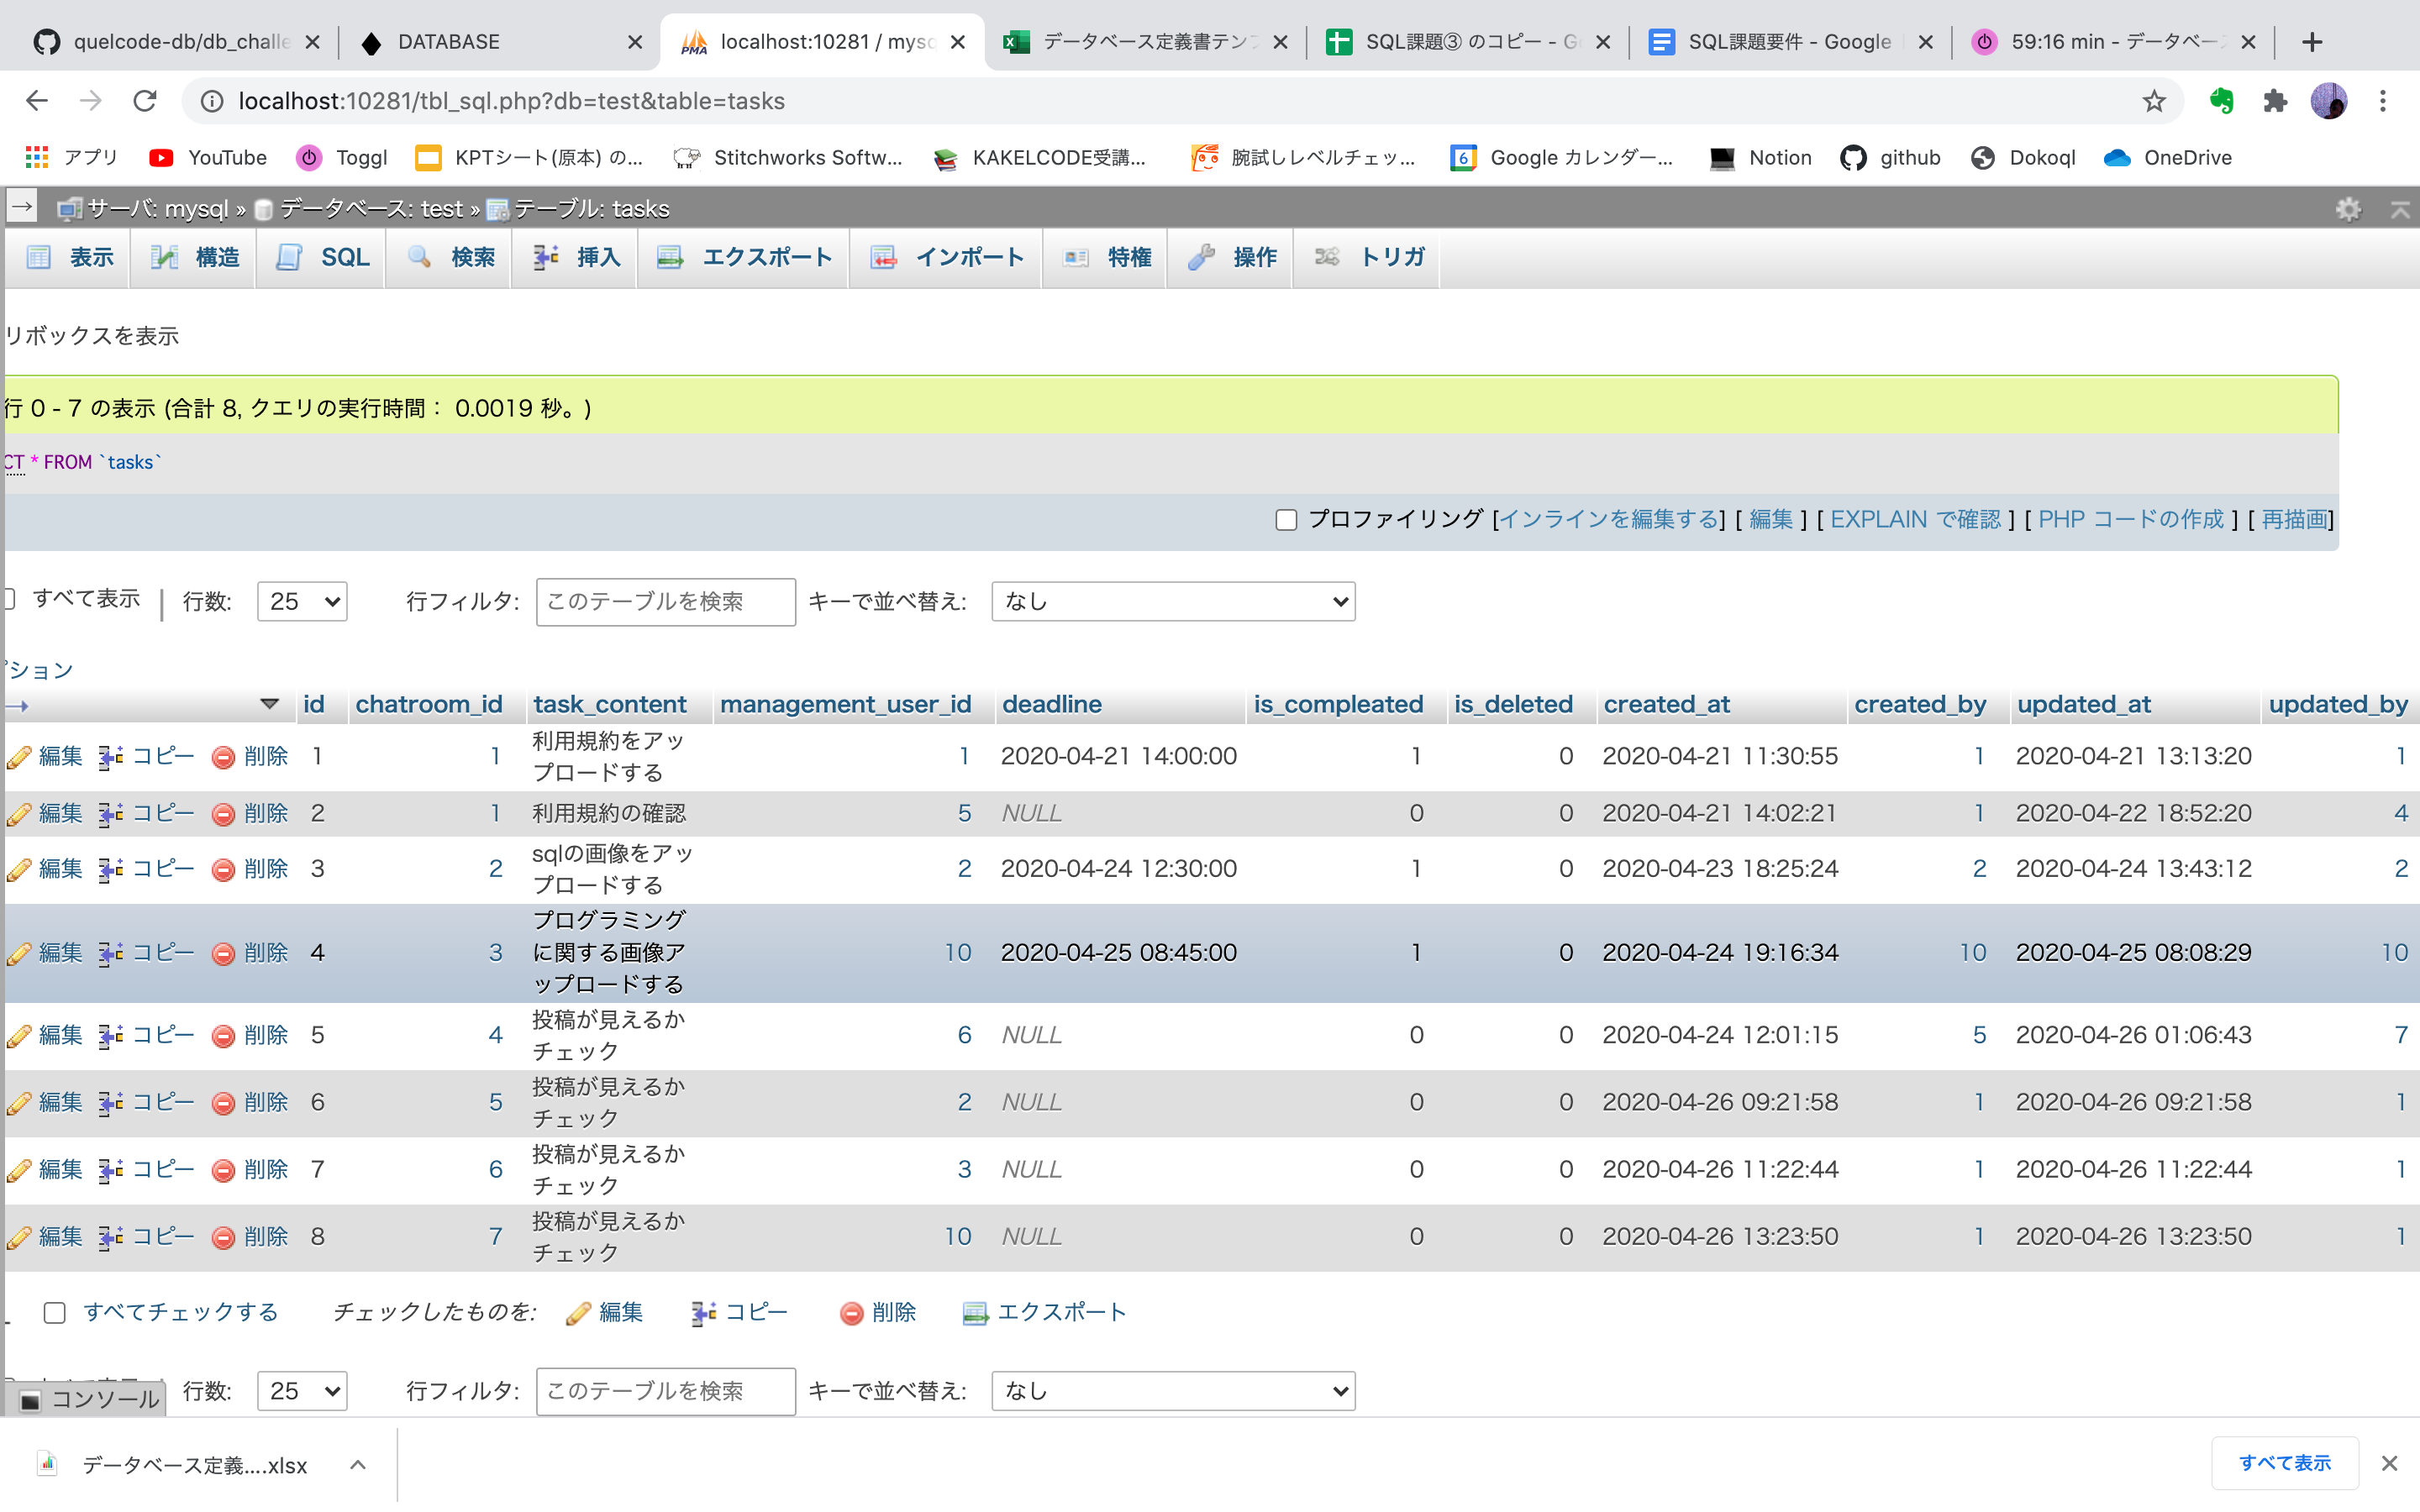 quelcode-db/db_challe
DATABASE
localhost:10281 / mysc
データベース定義書テンプ
SQL課題③ のコピー - G
SQL課題要件 - Google
59:16 min - データベー
localhost:10281/tbl_sql.php?db=test&table=tasks
アプリ YouTube Toggl KPTシート(原本) の... Stitchworks Softw... KAKELCODE受講... 腕試しレベルチェッ... Google カレンダー... Notion github Dokoql OneDrive
サーバ: mysql » データベース: test » テーブル: tasks
表示 構造 SQL 検索 挿入 エクスポート インポート 特権 操作 トリガ
リボックスを表示
行 0 - 7 の表示 (合計 8, クエリの実行時間： 0.0019 秒。)
CT * FROM `tasks`
プロファイリング [インラインを編集する] [ 編集 ] [ EXPLAIN で確認 ] [ PHP コードの作成 ] [ 再描画]
すべて表示 | 行数: 25 行フィルタ: このテーブルを検索 キーで並べ替え: なし
プション
id chatroom_id task_content management_user_id deadline is_compleated is_deleted created_at created_by updated_at updated_by
編集 コピー 削除 1 1 利用規約をアッ
プロードする 1 2020-04-21 14:00:00 1 0 2020-04-21 11:30:55 1 2020-04-21 13:13:20 1
編集 コピー 削除 2 1 利用規約の確認 5 NULL 0 0 2020-04-21 14:02:21 1 2020-04-22 18:52:20 4
編集 コピー 削除 3 2 sqlの画像をアッ
プロードする 2 2020-04-24 12:30:00 1 0 2020-04-23 18:25:24 2 2020-04-24 13:43:12 2
編集 コピー 削除 4 3 プログラミング
に関する画像ア
ップロードする 10 2020-04-25 08:45:00 1 0 2020-04-24 19:16:34 10 2020-04-25 08:08:29 10
編集 コピー 削除 5 4 投稿が見えるか
チェック 6 NULL 0 0 2020-04-24 12:01:15 5 2020-04-26 01:06:43 7
編集 コピー 削除 6 5 投稿が見えるか
チェック 2 NULL 0 0 2020-04-26 09:21:58 1 2020-04-26 09:21:58 1
編集 コピー 削除 7 6 投稿が見えるか
チェック 3 NULL 0 0 2020-04-26 11:22:44 1 2020-04-26 11:22:44 1
編集 コピー 削除 8 7 投稿が見えるか
チェック 10 NULL 0 0 2020-04-26 13:23:50 1 2020-04-26 13:23:50 1
すべてチェックする チェックしたものを: 編集 コピー 削除 エクスポート
コンソール 行数: 25 行フィルタ: このテーブルを検索 キーで並べ替え: なし
データベース定義....xlsx
すべて表示